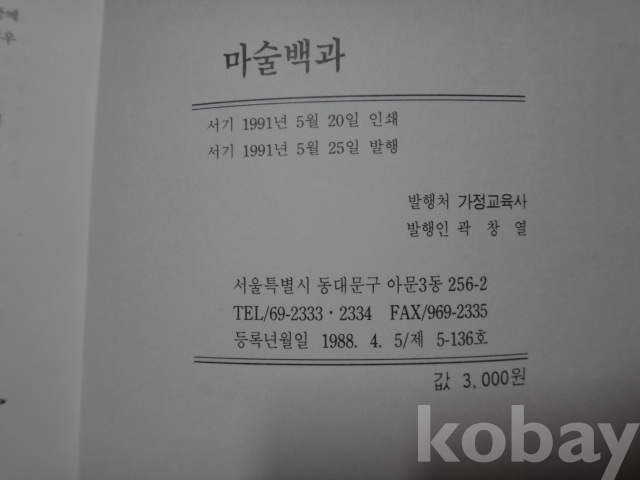 마술백과
서기 1991년 5월 20일 인쇄
서기 1991년 5월 25일 발행
발행처 가정교육사
발행인 곽 창 열
서울특별시 동대문구 아문3동 256-2
TEL/69-2333·2334 FAX/969-2335
등록년월일 1988. 4. 5/제 5-136호
값 3,000원
kobay